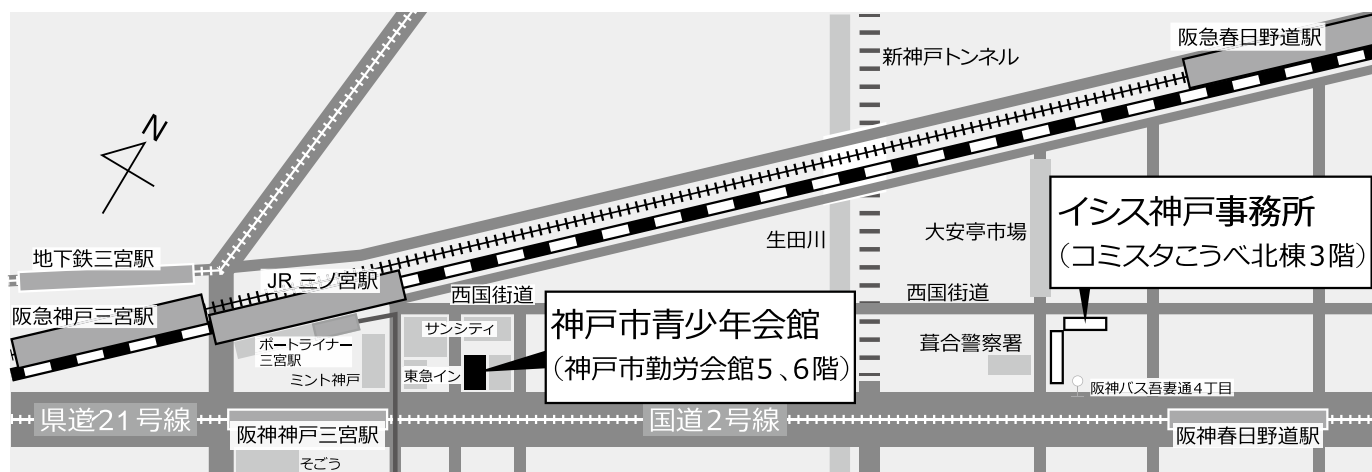 阪急春日野道駅
新神戸トンネル
N
イシス神戸事務所
（コミスタこうべ北棟３階）
大安亭市場
生田川
地下鉄三宮駅
JR 三ノ宮駅
阪急神戸三宮駅
西国街道
西国街道
神戸市青少年会館
（神戸市勤労会館５、６階）
サンシティ
ポートライナー
三宮駅
ミント神戸
東急イン
葺合警察署
阪神バス吾妻通４丁目
県道21号線
国道2号線
阪神神戸三宮駅
阪神春日野道駅
そごう